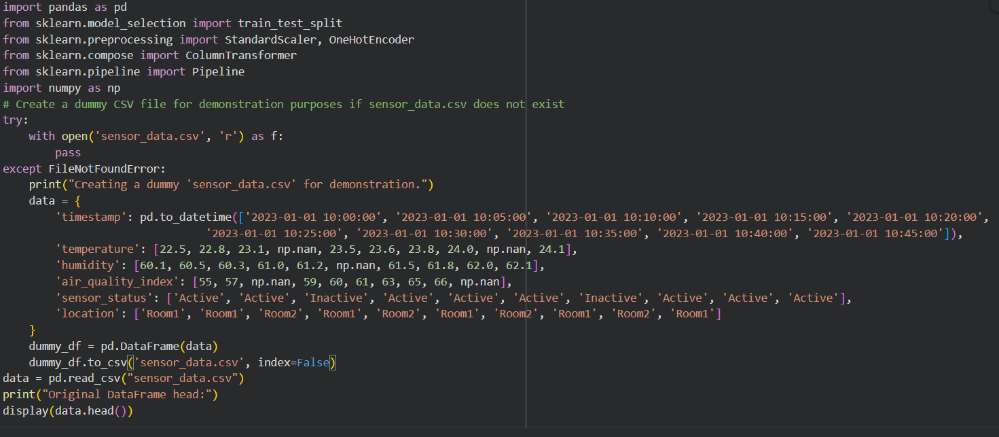 import pandas as pd
from sklearn.model_selection import train_test_split
from sklearn.preprocessing import StandardScaler, OneHotEncoder
from sklearn.compose import ColumnTransformer
from sklearn.pipeline import Pipeline
import numpy as np
# Create a dummy CSV file for demonstration purposes if sensor_data.csv does not exist
try:
    with open('sensor_data.csv', 'r') as f:
        pass
except FileNotFoundError:
    print("Creating a dummy 'sensor_data.csv' for demonstration.")
    data = {
        'timestamp': pd.to_datetime(['2023-01-01 10:00:00', '2023-01-01 10:05:00', '2023-01-01 10:10:00', '2023-01-01 10:15:00', '2023-01-01 10:20:00',
                               '2023-01-01 10:25:00', '2023-01-01 10:30:00', '2023-01-01 10:35:00', '2023-01-01 10:40:00', '2023-01-01 10:45:00']),
        'temperature': [22.5, 22.8, 23.1, np.nan, 23.5, 23.6, 23.8, 24.0, np.nan, 24.1],
        'humidity': [60.1, 60.5, 60.3, 61.0, 61.2, np.nan, 61.5, 61.8, 62.0, 62.1],
        'air_quality_index': [55, 57, np.nan, 59, 60, 61, 63, 65, 66, np.nan],
        'sensor_status': ['Active', 'Active', 'Inactive', 'Active', 'Active', 'Active', 'Inactive', 'Active', 'Active', 'Active'],
        'location': ['Room1', 'Room1', 'Room2', 'Room1', 'Room2', 'Room1', 'Room2', 'Room1', 'Room2', 'Room1']
    }
    dummy_df = pd.DataFrame(data)
    dummy_df.to_csv('sensor_data.csv', index=False)
data = pd.read_csv("sensor_data.csv")
print("Original DataFrame head:")
display(data.head())